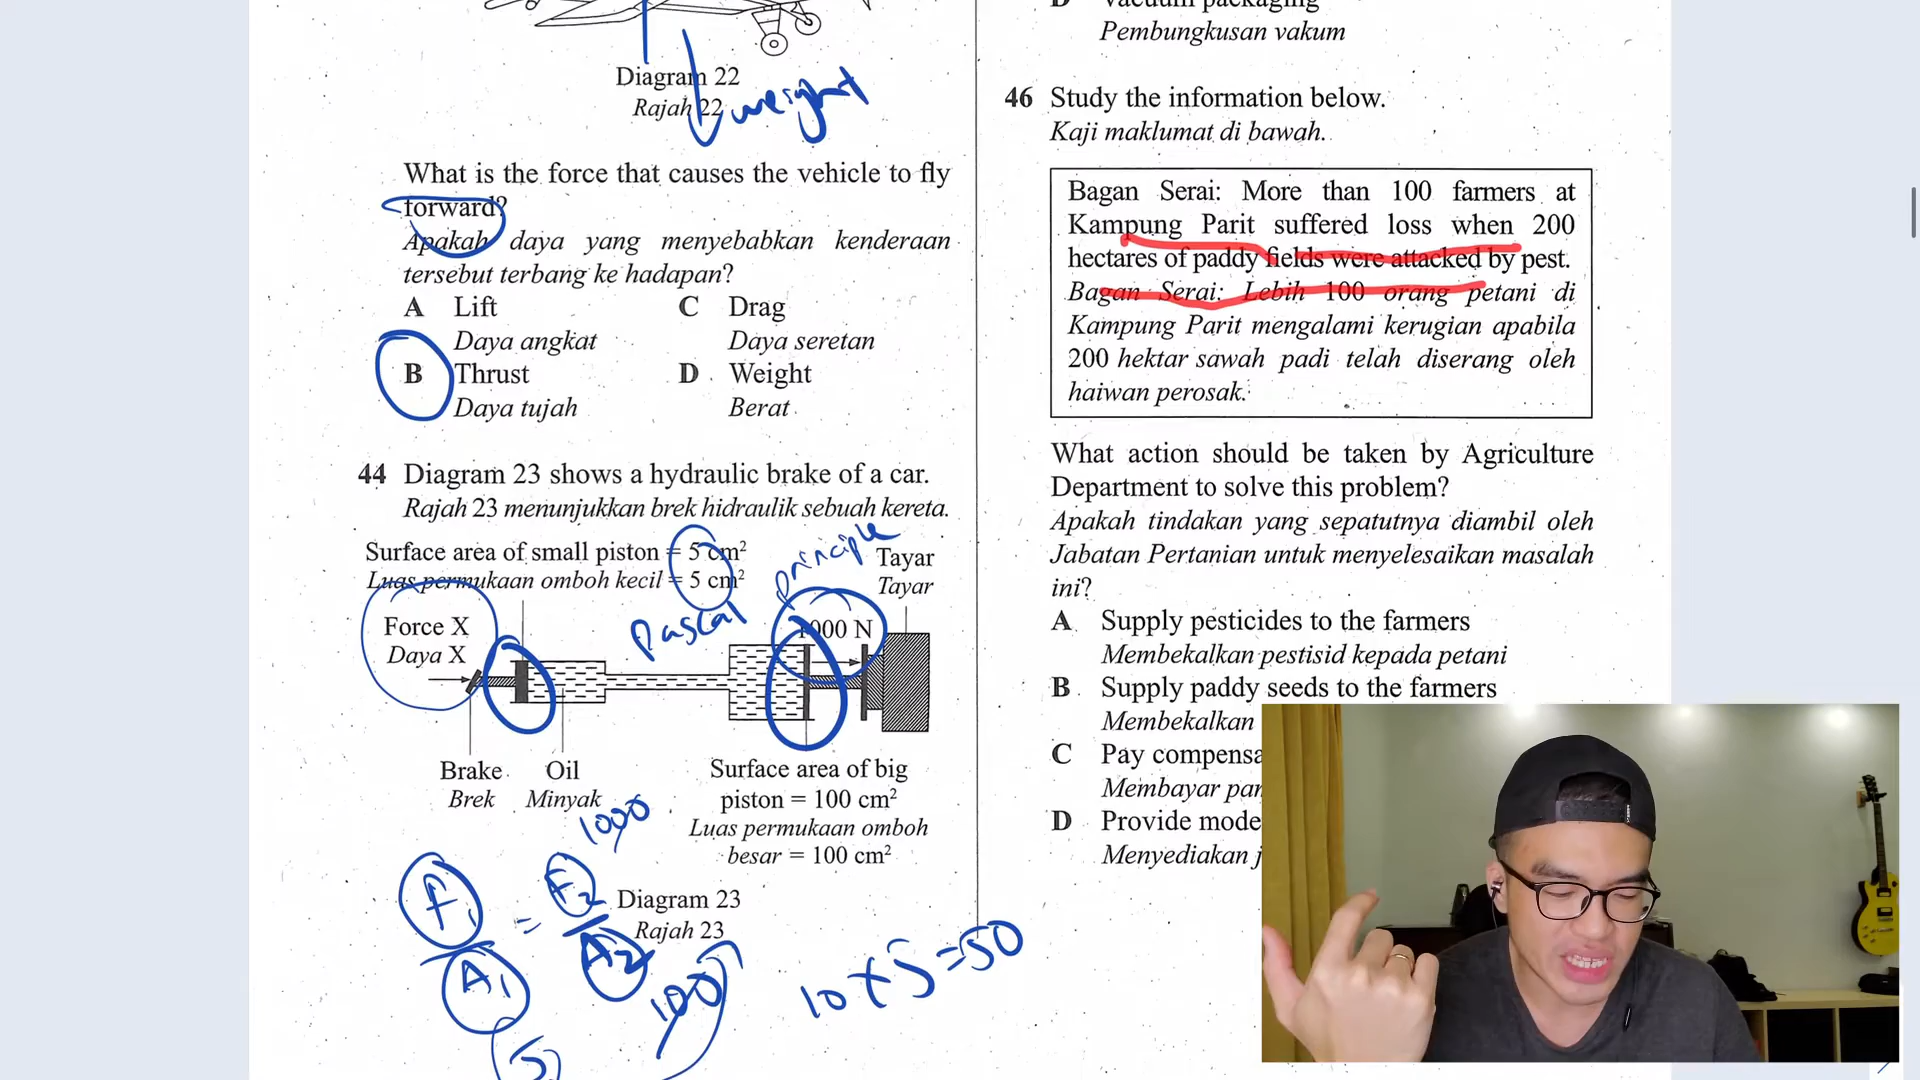 Diagram 22
Rajah 22
weight
What is the force that causes the vehicle to fly
forward?
Apakah daya yang menyebabkan kenderaan
tersebut terbang ke hadapan?
A Lift
Daya angkat
B Thrust
Daya tujah
C Drag
Daya seretan
D Weight
Berat
44 Diagram 23 shows a hydraulic brake of a car.
Rajah 23 menunjukkan brek hidraulik sebuah kereta.
Surface area of small piston = 5 cm²
Luas permukaan omboh kecil = 5 cm²
pascal principle
Tayar
Tayar
Force X
Daya X
1000 N
Brake
Brek
Oil
Minyak
Surface area of big
piston = 100 cm²
Luas permukaan omboh
besar = 100 cm²
1000
F₁ = F₂
A₁ A₂
5
100
Diagram 23
Rajah 23
10 × 5 = 50
Vacuum packaging
Pembungkusan vakum
46 Study the information below.
Kaji maklumat di bawah.
Bagan Serai: More than 100 farmers at
Kampung Parit suffered loss when 200
hectares of paddy fields were attacked by pest.
Bagan Serai: Lebih 100 orang petani di
Kampung Parit mengalami kerugian apabila
200 hektar sawah padi telah diserang oleh
haiwan perosak.
What action should be taken by Agriculture
Department to solve this problem?
Apakah tindakan yang sepatutnya diambil oleh
Jabatan Pertanian untuk menyelesaikan masalah
ini?
A Supply pesticides to the farmers
Membekalkan pestisid kepada petani
B Supply paddy seeds to the farmers
Membekalkan
C Pay
Membayar
D Provide
Menyediakan